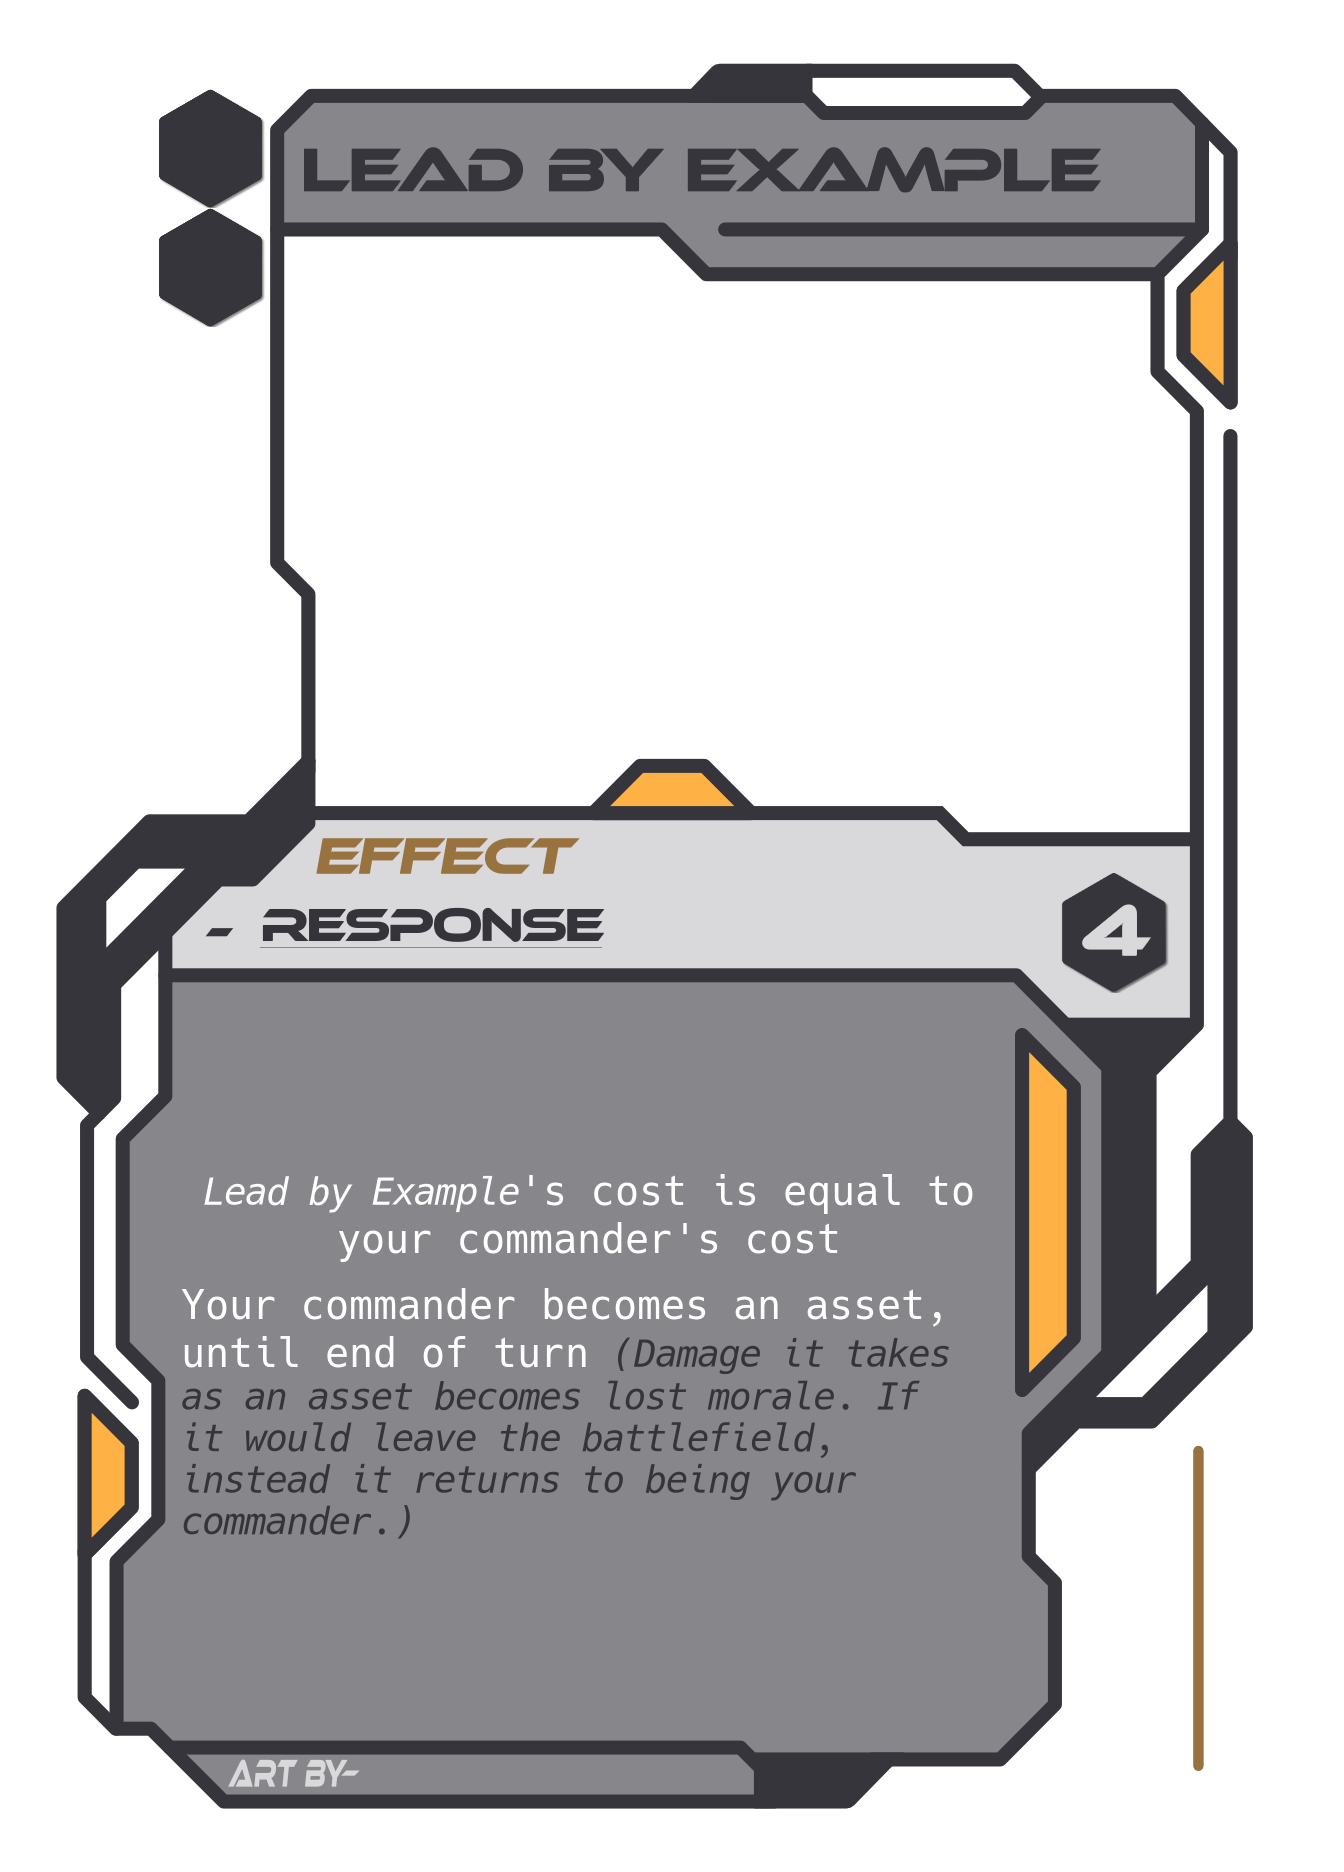 LEAD BY EXAMPLE
EFFECT
- RESPONSE
4
Lead by Example's cost is equal to
your commander's cost
Your commander becomes an asset,
until end of turn (Damage it takes
as an asset becomes lost morale. If
it would leave the battlefield,
instead it returns to being your
commander.)
ART BY-